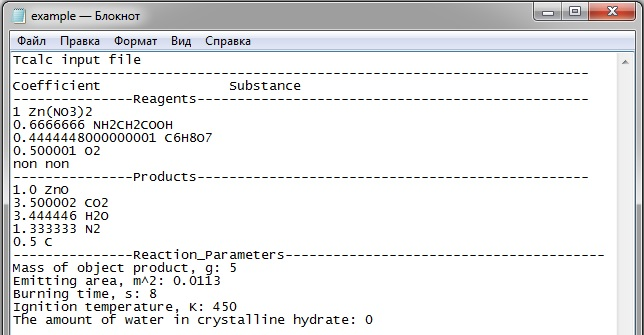 example — Блокнот
Файл Правка Формат Вид Справка
Tcalc input file
--------------------------------------------------------------------------
Coefficient Substance
---------------Reagents---------------------------------------------------
1 Zn(NO3)2
0.6666666 NH2CH2COOH
0.4444448000000001 C6H8O7
0.500001 O2
non non
---------------Products---------------------------------------------------
1.0 ZnO
3.500002 CO2
3.444446 H2O
1.333333 N2
0.5 C
---------------Reaction_Parameters----------------------------------------
Mass of object product, g: 5
Emitting area, m^2: 0.0113
Burning time, s: 8
Ignition temperature, K: 450
The amount of water in crystalline hydrate: 0